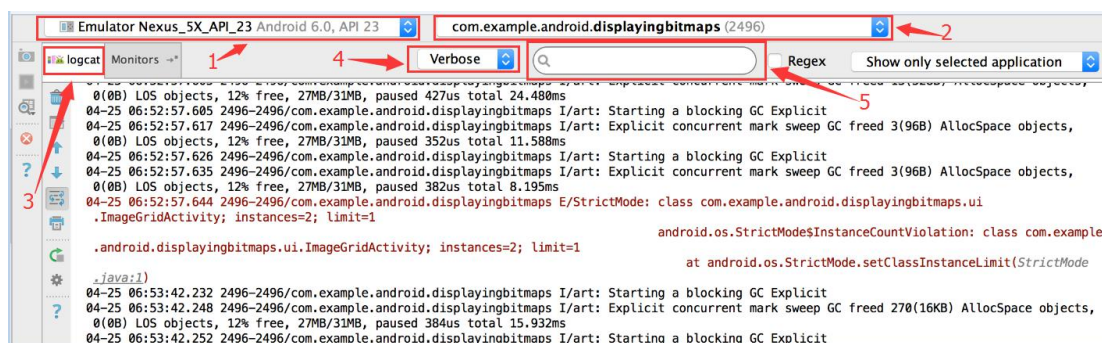 Emulator Nexus_5X_API_23 Android 6.0, API 23
com.example.android.displayingbitmaps (2496)
1
2
logcat
Monitors
4
Verbose
Regex
Show only selected application
5
0(0B) LOS objects, 12% free, 27MB/31MB, paused 427us total 24.480ms
04-25 06:52:57.605 2496-2496/com.example.android.displayingbitmaps I/art: Starting a blocking GC Explicit
04-25 06:52:57.617 2496-2496/com.example.android.displayingbitmaps I/art: Explicit concurrent mark sweep GC freed 3(96B) AllocSpace objects,
0(0B) LOS objects, 12% free, 27MB/31MB, paused 352us total 11.588ms
04-25 06:52:57.626 2496-2496/com.example.android.displayingbitmaps I/art: Starting a blocking GC Explicit
04-25 06:52:57.635 2496-2496/com.example.android.displayingbitmaps I/art: Explicit concurrent mark sweep GC freed 3(96B) AllocSpace objects,
0(0B) LOS objects, 12% free, 27MB/31MB, paused 382us total 8.195ms
3
04-25 06:52:57.644 2496-2496/com.example.android.displayingbitmaps E/StrictMode: class com.example.android.displayingbitmaps.ui
.ImageGridActivity; instances=2; limit=1
android.os.StrictMode$InstanceCountViolation: class com.example
.android.displayingbitmaps.ui.ImageGridActivity; instances=2; limit=1
at android.os.StrictMode.setClassInstanceLimit(StrictMode
.java:1)
04-25 06:53:42.232 2496-2496/com.example.android.displayingbitmaps I/art: Starting a blocking GC Explicit
04-25 06:53:42.248 2496-2496/com.example.android.displayingbitmaps I/art: Explicit concurrent mark sweep GC freed 270(16KB) AllocSpace objects,
0(0B) LOS objects, 12% free, 27MB/31MB, paused 384us total 15.932ms
04-25 06:53:42.252 2496-2496/com.example.android.displayingbitmaps I/art: Starting a blocking GC Explicit